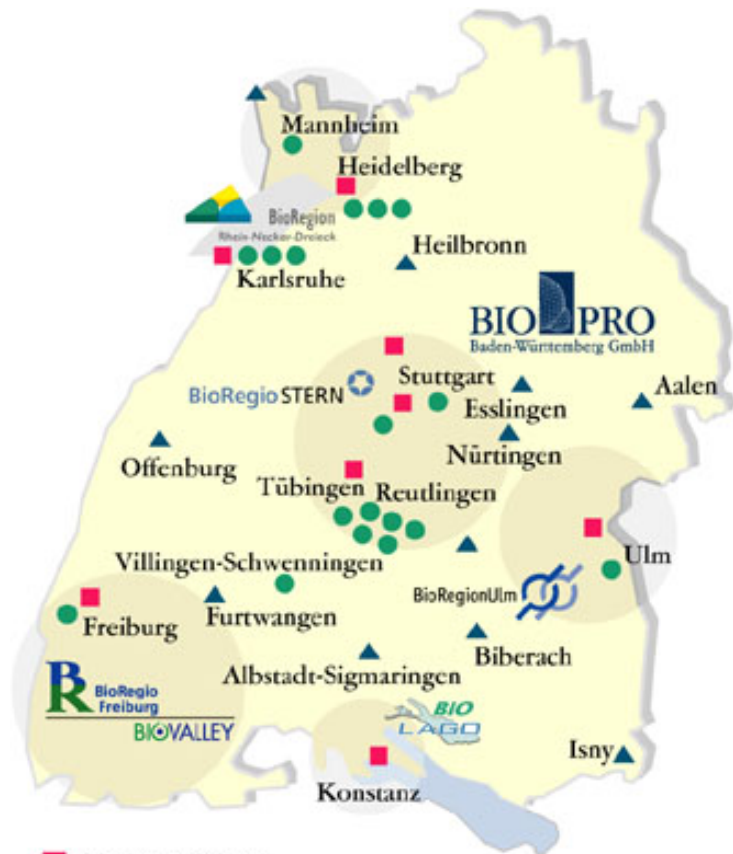 Mannheim
Heidelberg
BioRegion
Rhein-Neckar-Dreieck
Karlsruhe
Heilbronn
BIO PRO
Baden-Württemberg GmbH
BioRegio STERN
Stuttgart
Esslingen
Aalen
Offenburg
Nürtingen
Tübingen
Reutlingen
Villingen-Schwenningen
Ulm
BioRegionUlm
Freiburg
Furtwangen
Biberach
Albstadt-Sigmaringen
BR
BioRegio
Freiburg
BIOVALLEY
BIO
LAGO
Isny
Konstanz